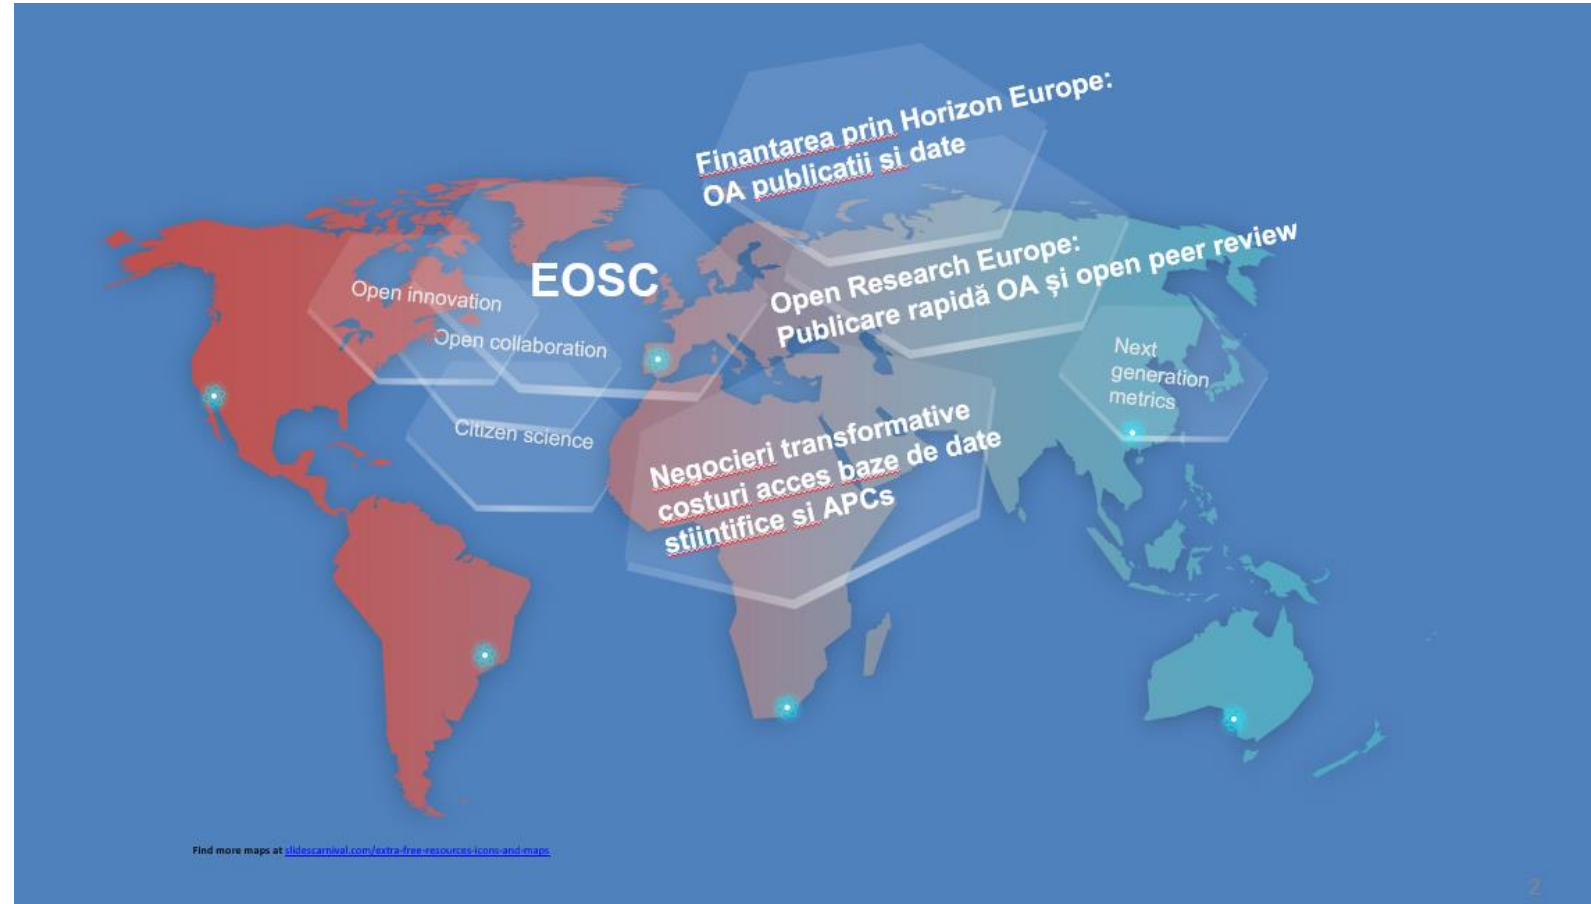 Finantarea prin Horizon Europe:
OA publicatii si date
EOSC
Open Research Europe:
Publicare rapidă OA și open peer review
Open innovation
Open collaboration
Citizen science
Next
generation
metrics
Negocieri transformative
costuri acces baze de date
stiintifice si APCs
Find more maps at slidescarnival.com/extra-free-resources-icons-and-maps
2